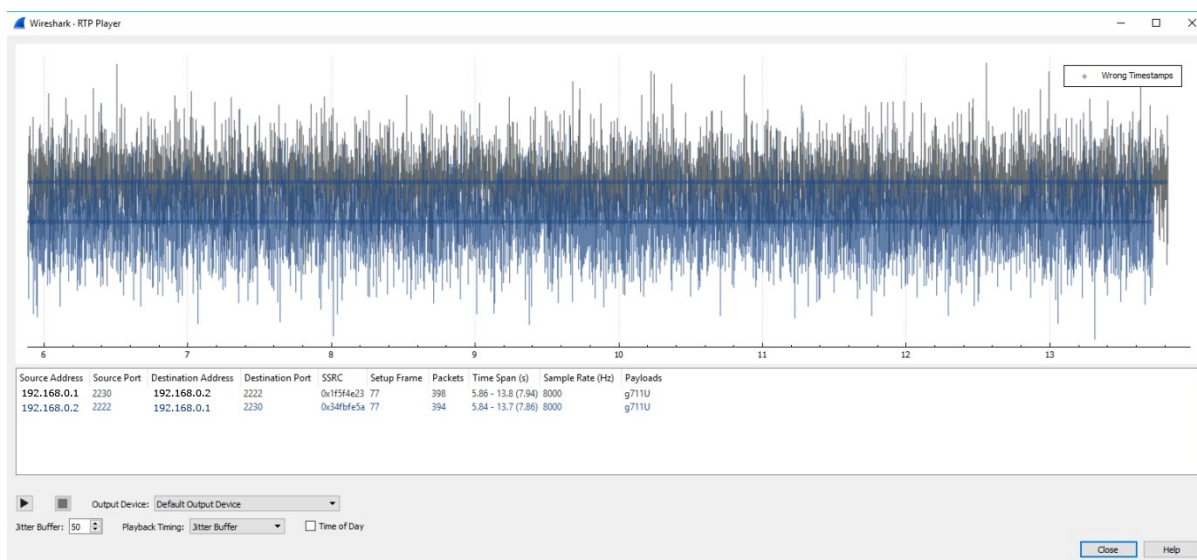 Wireshark · RTP Player
Wrong Timestamps
6 7 8 9 10 11 12 13
Source Address Source Port Destination Address Destination Port SSRC Setup Frame Packets Time Span (s) Sample Rate (Hz) Payloads
192.168.0.1 2230 192.168.0.2 2222 0x1f5f4e23 77 398 5.86 - 13.8 (7.94) 8000 g711U
192.168.0.2 2222 192.168.0.1 2230 0x34fbfe5a 77 394 5.84 - 13.7 (7.86) 8000 g711U
Output Device: Default Output Device
Jitter Buffer: 50 Playback Timing: Jitter Buffer Time of Day
Close Help